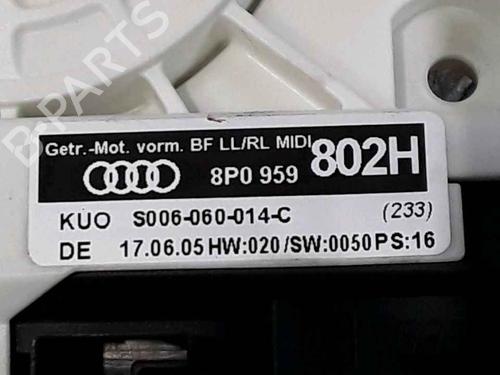 B-PARTS
Getr.-Mot. vorm. BF LL/RL MIDI
8P0 959 802H
KÜO S006-060-014-C (233)
DE 17.06.05 HW:020/SW:0050 PS:16